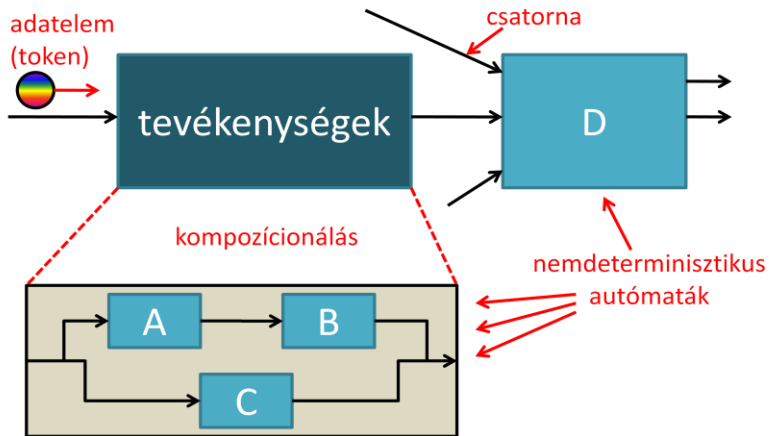 adatelem
(token)
csatorna
tevékenységek
D
kompozícionálás
nemdeterminisztikus
autómaták
A
B
C